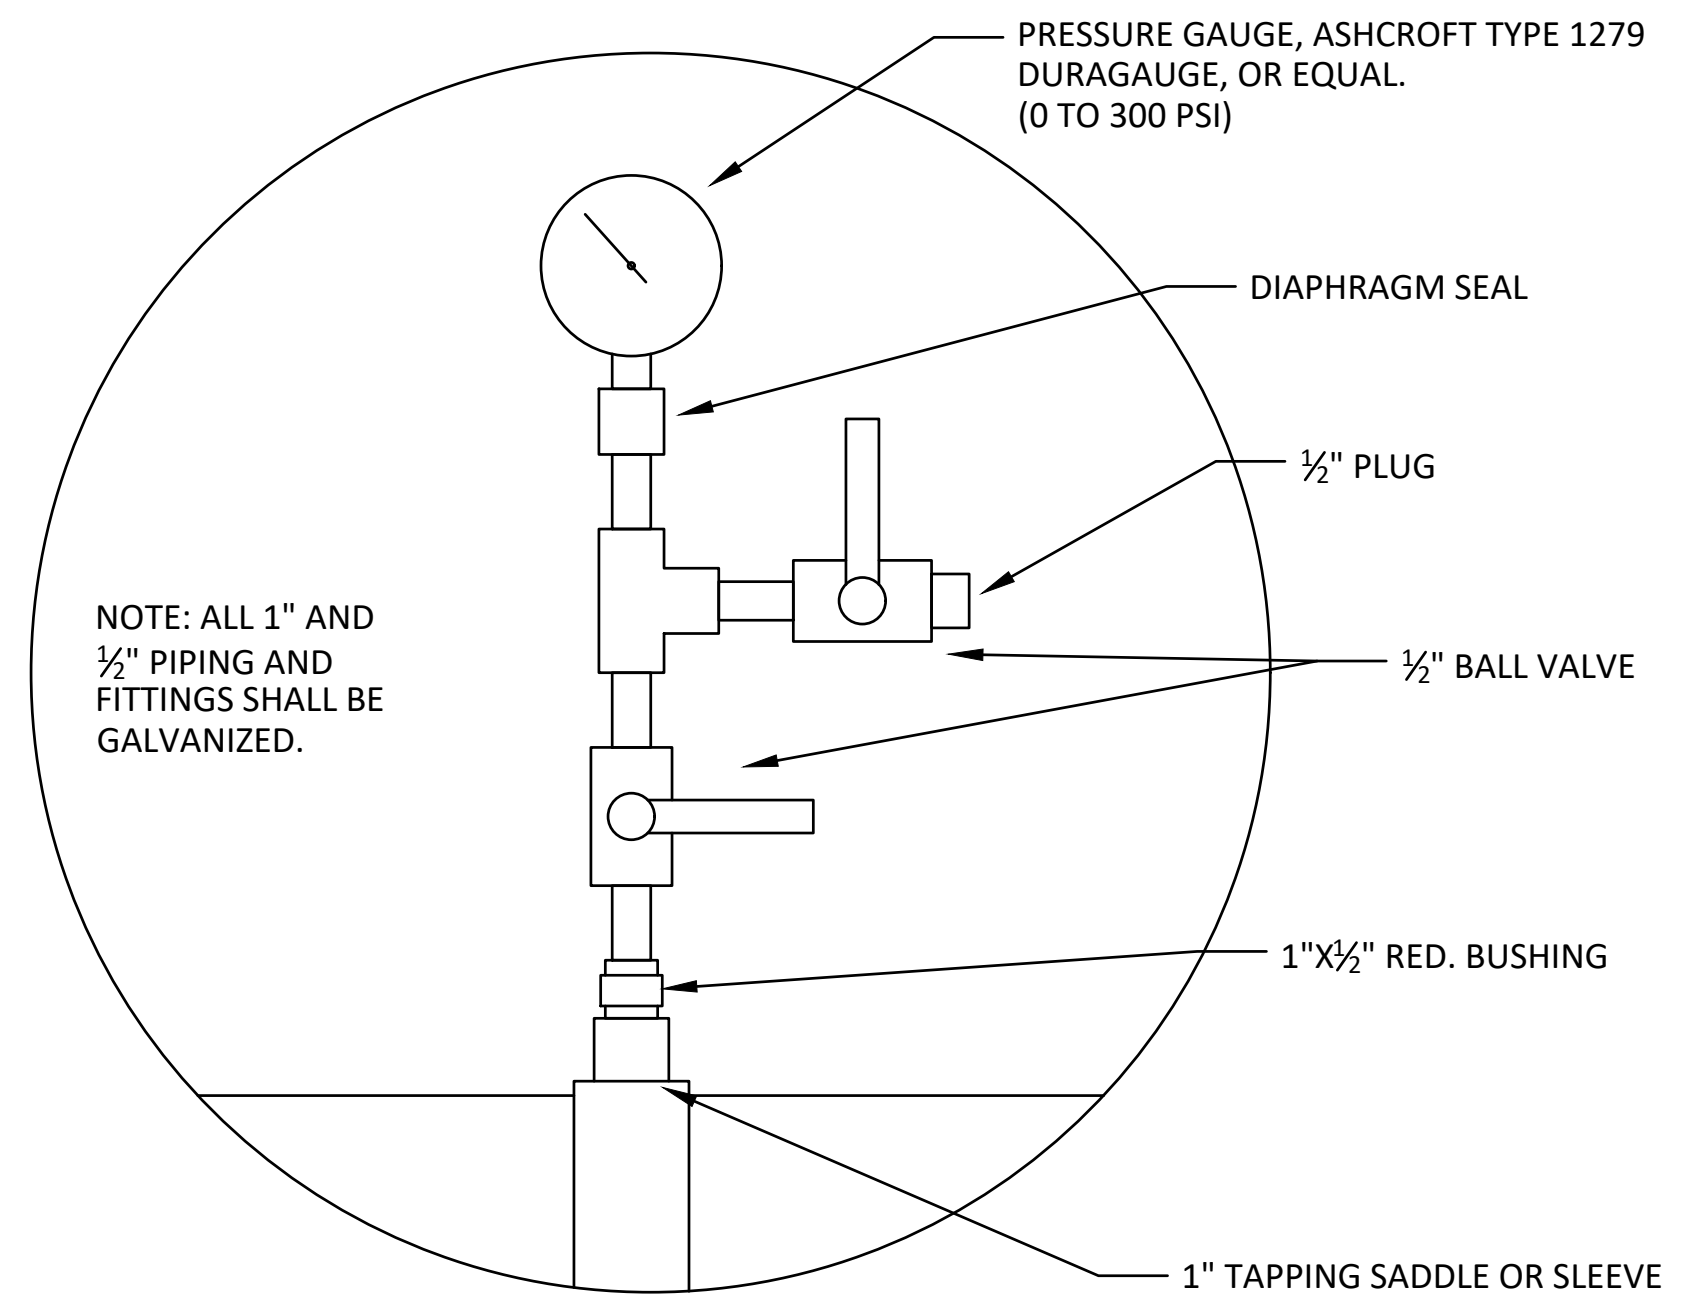 PRESSURE GAUGE, ASHCROFT TYPE 1279
DURAGAUGE, OR EQUAL.
(0 TO 300 PSI)
DIAPHRAGM SEAL
½" PLUG
NOTE: ALL 1" AND
½" PIPING AND
FITTINGS SHALL BE
GALVANIZED.
½" BALL VALVE
1"X½" RED. BUSHING
1" TAPPING SADDLE OR SLEEVE